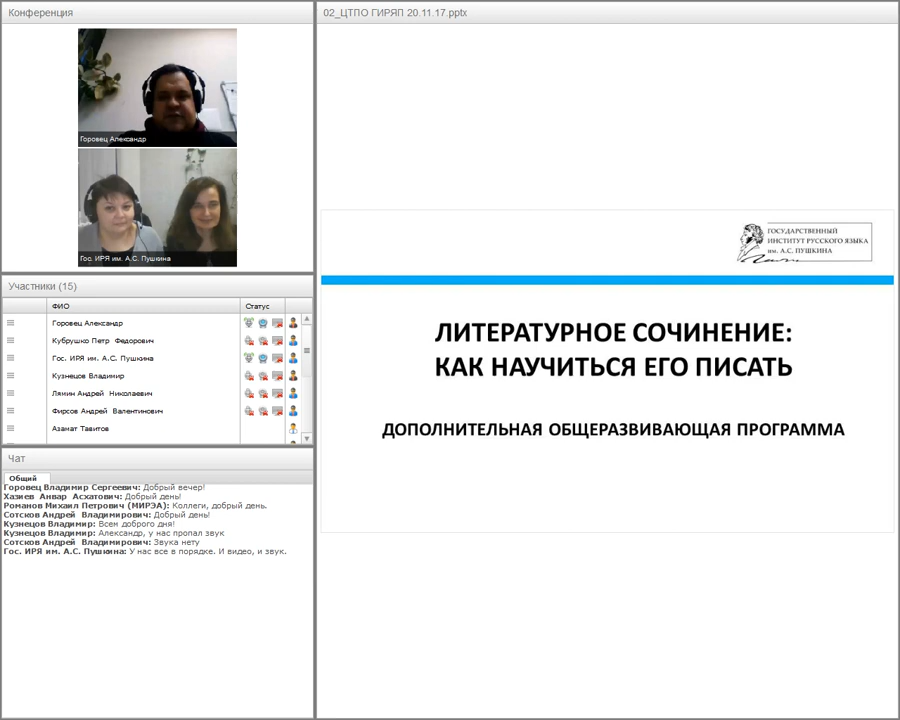 Конференция
Горовец Александр
Гос. ИРЯ им. А.С. Пушкина
Участники (15)
ФИО Статус
Горовец Александр
Кубрушко Петр Федорович
Гос. ИРЯ им. А.С. Пушкина
Кузнецов Владимир
Лямин Андрей Николаевич
Фирсов Андрей Валентинович
Азамат Тавитов
Чат
Общий
Горовец Владимир Сергеевич: Добрый вечер!
Хазиев Анвар Асхатович: Добрый день!
Романов Михаил Петрович (МИРЭА): Коллеги, добрый день.
Сотсков Андрей Владимирович: Добрый день!
Кузнецов Владимир: Всем доброго дня!
Кузнецов Владимир: Александр, у нас пропал звук
Сотсков Андрей Владимирович: Звука нету
Гос. ИРЯ им. А.С. Пушкина: У нас все в порядке. И видео, и звук.
02_ЦТПО ГИРЯП 20.11.17.pptx
ГОСУДАРСТВЕННЫЙ
ИНСТИТУТ РУССКОГО ЯЗЫКА
им. А.С. ПУШКИНА
ЛИТЕРАТУРНОЕ СОЧИНЕНИЕ:
КАК НАУЧИТЬСЯ ЕГО ПИСАТЬ
ДОПОЛНИТЕЛЬНАЯ ОБЩЕРАЗВИВАЮЩАЯ ПРОГРАММА